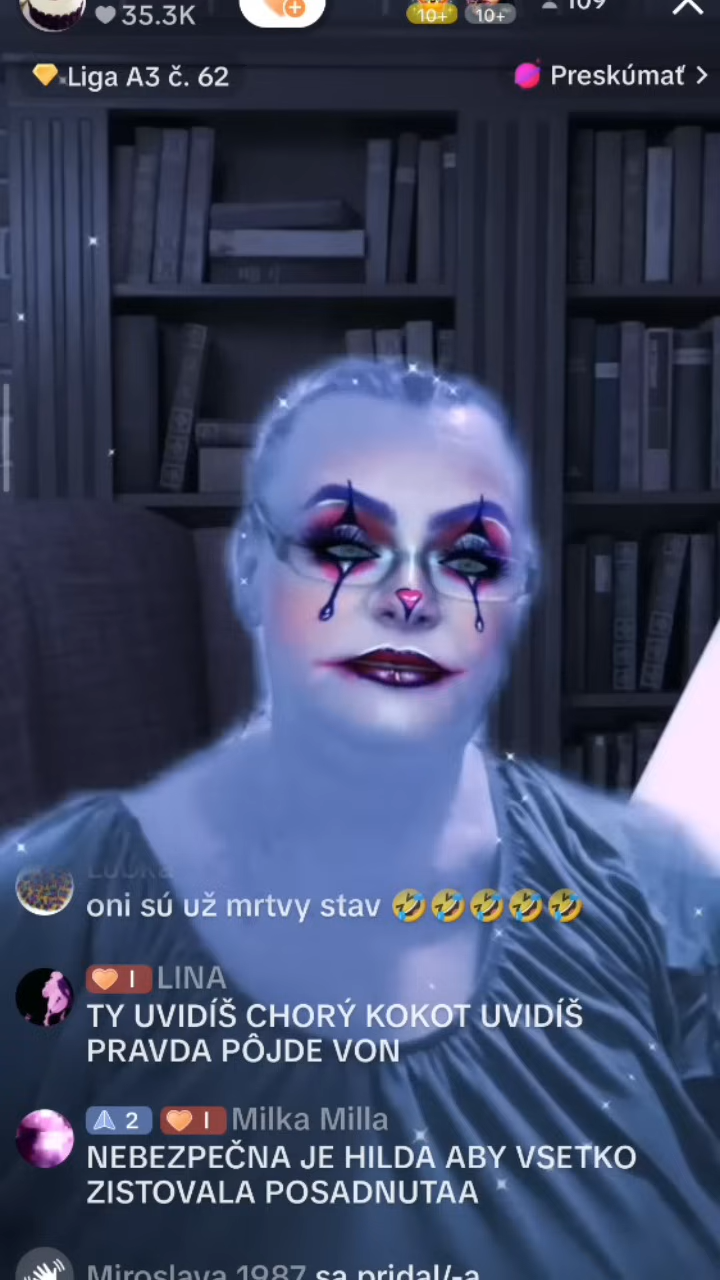 35.3K
10+
10+
109
Liga A3 č. 62
Preskúmať
oni sú už mrtvy stav 🤣🤣🤣🤣🤣
I LINA
TY UVIDÍŠ CHORÝ KOKOT UVIDÍŠ
PRAVDA PÔJDE VON
2 I Milka Milla
NEBEZPEČNA JE HILDA ABY VSETKO
ZISTOVALA POSADNUTAA
Miroslava 1987 sa pridal/-a